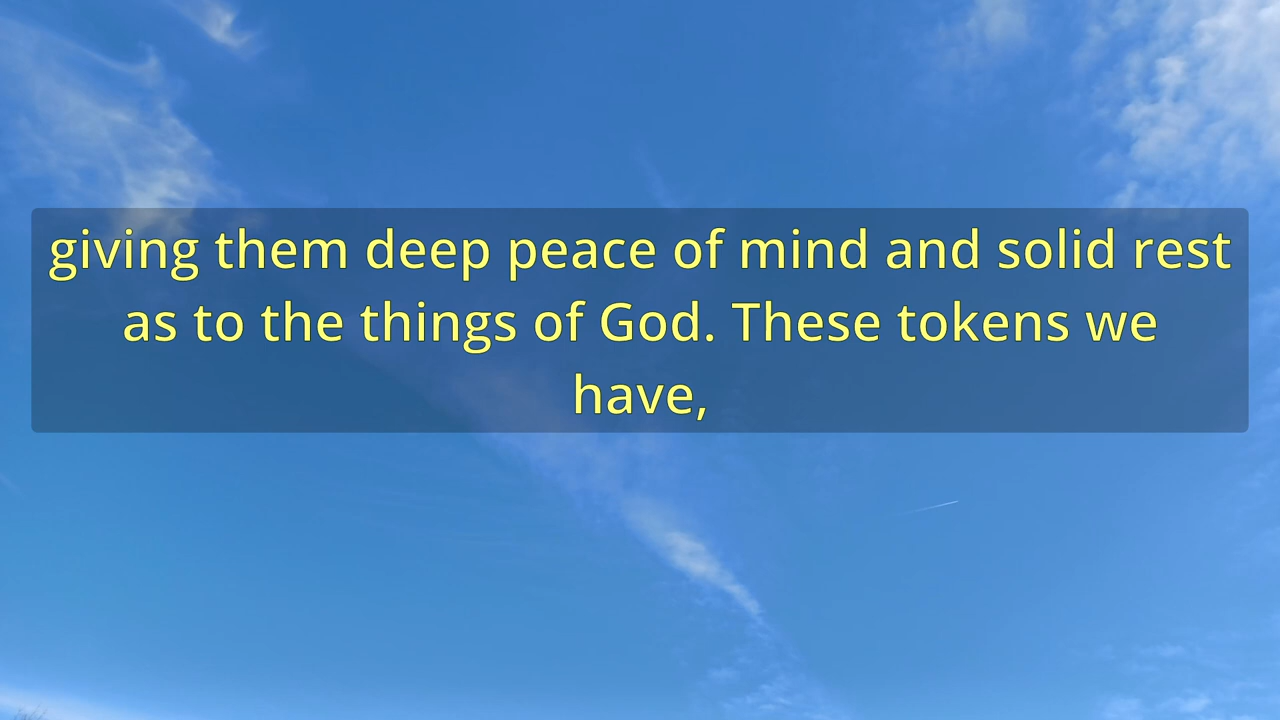 giving them deep peace of mind and solid rest
as to the things of God. These tokens we
have,